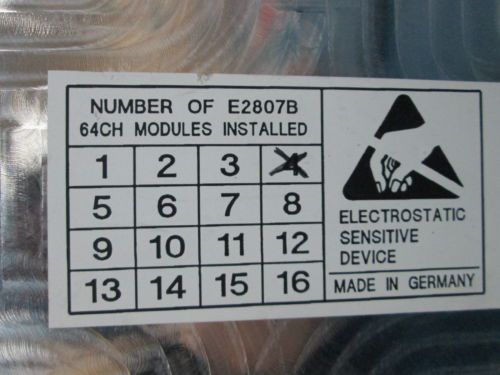 NUMBER OF E2807B
64CH MODULES INSTALLED
1 2 3 4
5 6 7 8
9 10 11 12
13 14 15 16
ELECTROSTATIC
SENSITIVE
DEVICE
MADE IN GERMANY